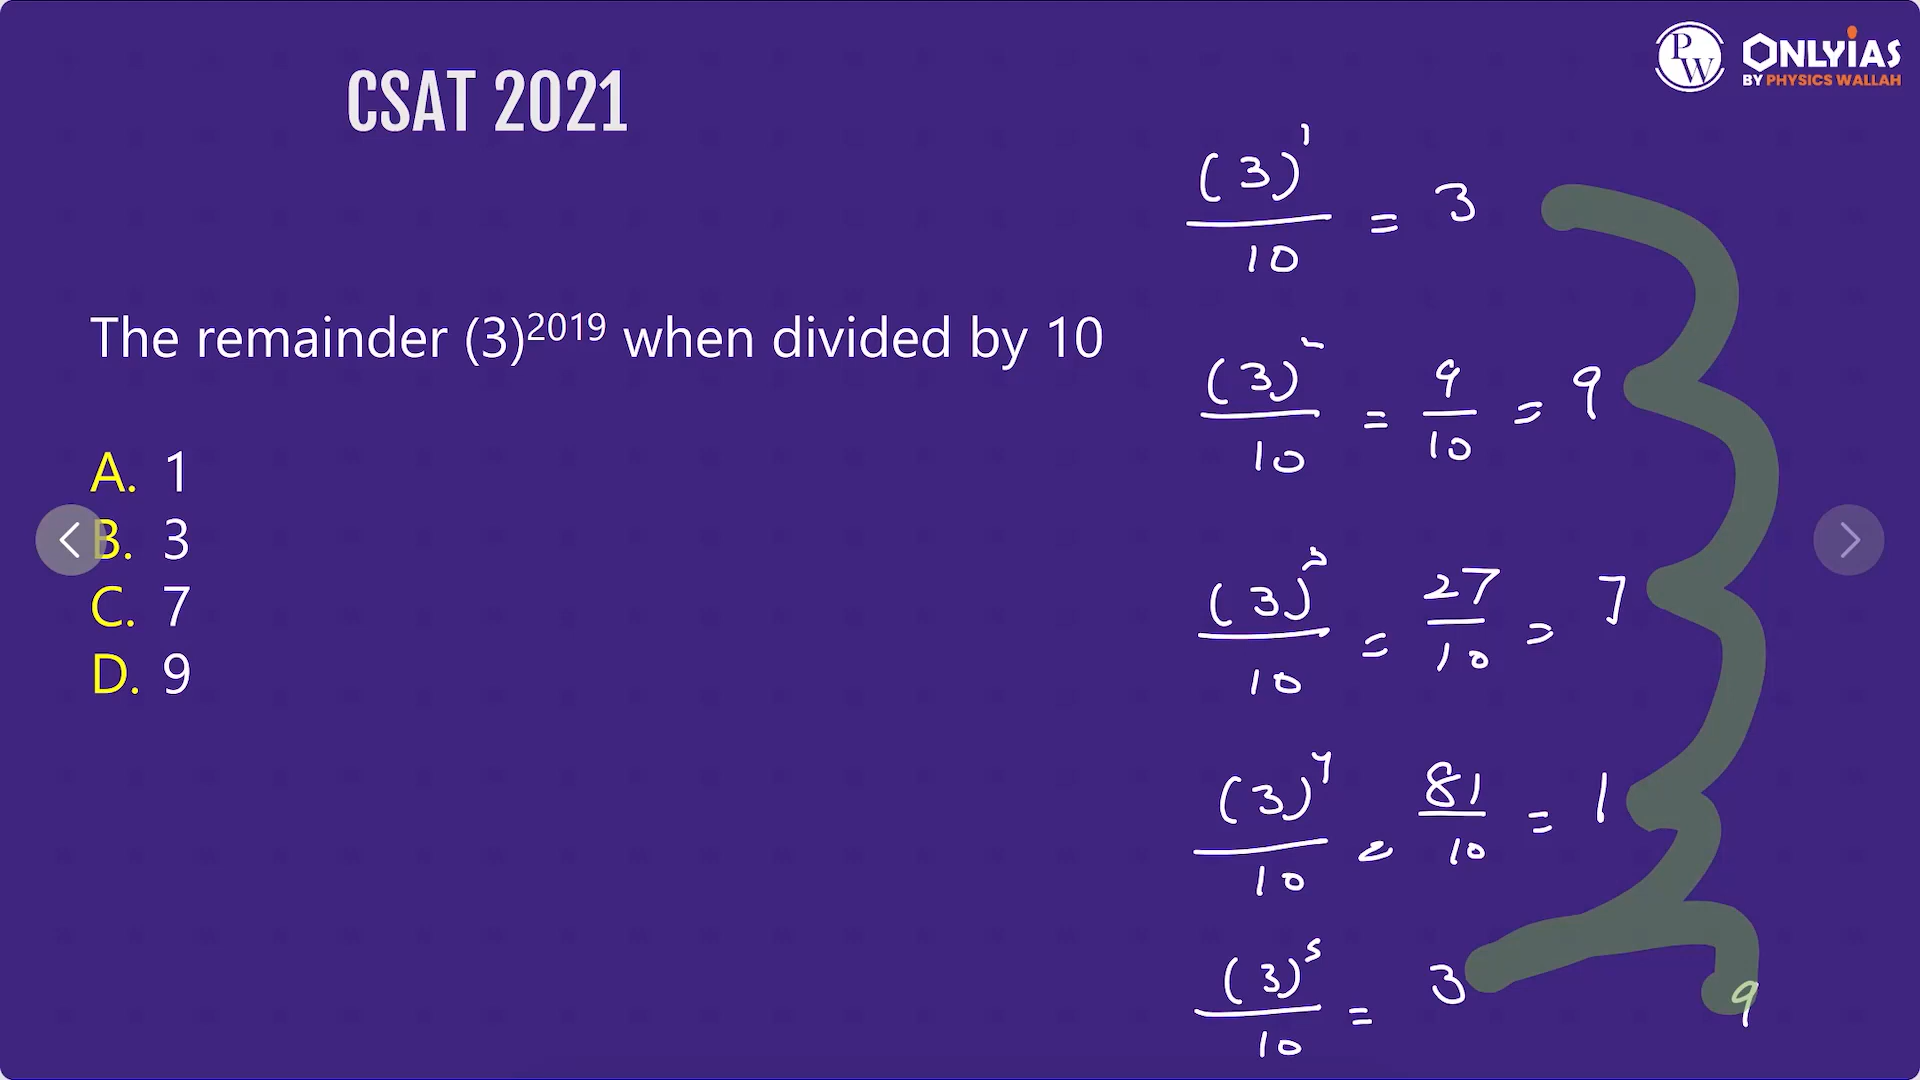 CSAT 2021
PW ONLYIAS
BY PHYSICS WALLAH
The remainder (3)^2019 when divided by 10
A. 1
B. 3
C. 7
D. 9
(3)^1/10 = 3
(3)^2/10 = 9/10 = 9
(3)^3/10 = 27/10 = 7
(3)^4/10 = 81/10 = 1
(3)^5/10 = 3
9